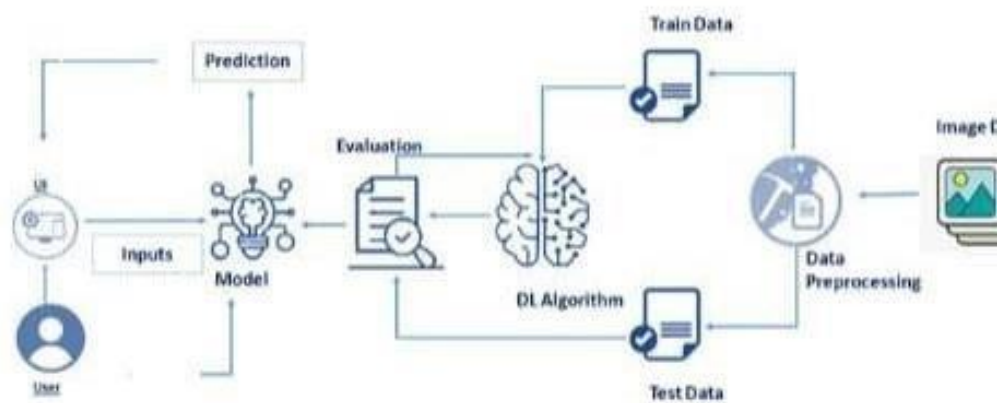 Train Data
Prediction
Image D
Evaluation
UI
Inputs
Model
DL Algorithm
Data
Preprocessing
User
Test Data